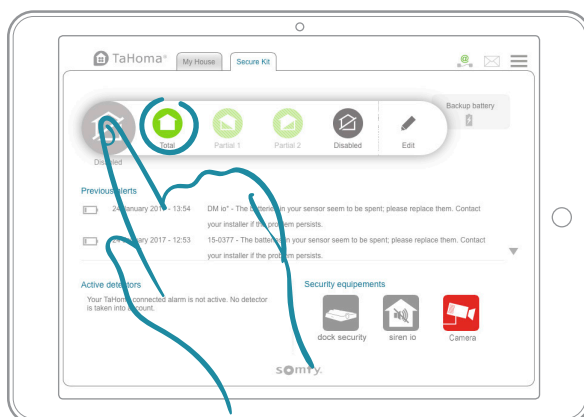 TaHoma®
My House
Secure Kit
@
Backup battery
Total
Partial 1
Partial 2
Disabled
Edit
Disabled
Previous alerts
24 January 2017 - 13:54 DM io° - The batteries in your sensor seem to be spent; please replace them. Contact
your installer if the problem persists.
24 January 2017 - 12:53 15-0377 - The batteries in your sensor seem to be spent; please replace them. Contact
your installer if the problem persists.
Active detectors
Your TaHoma connected alarm is not active. No detector
is taken into account.
Security equipements
dock security
siren io
Camera
somfy.